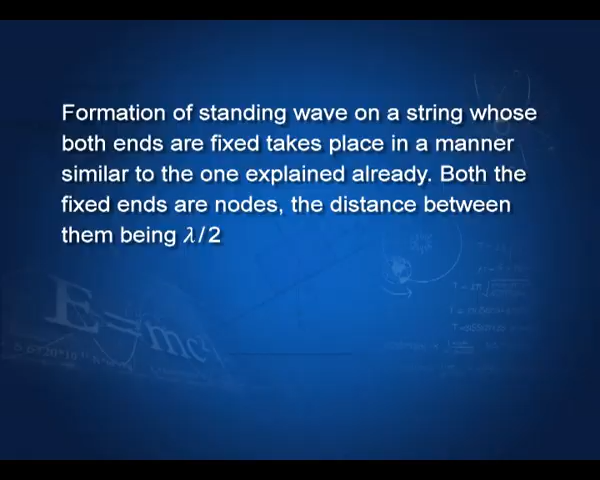 Formation of standing wave on a string whose
both ends are fixed takes place in a manner
similar to the one explained already. Both the
fixed ends are nodes, the distance between
them being λ/2
E=mc²